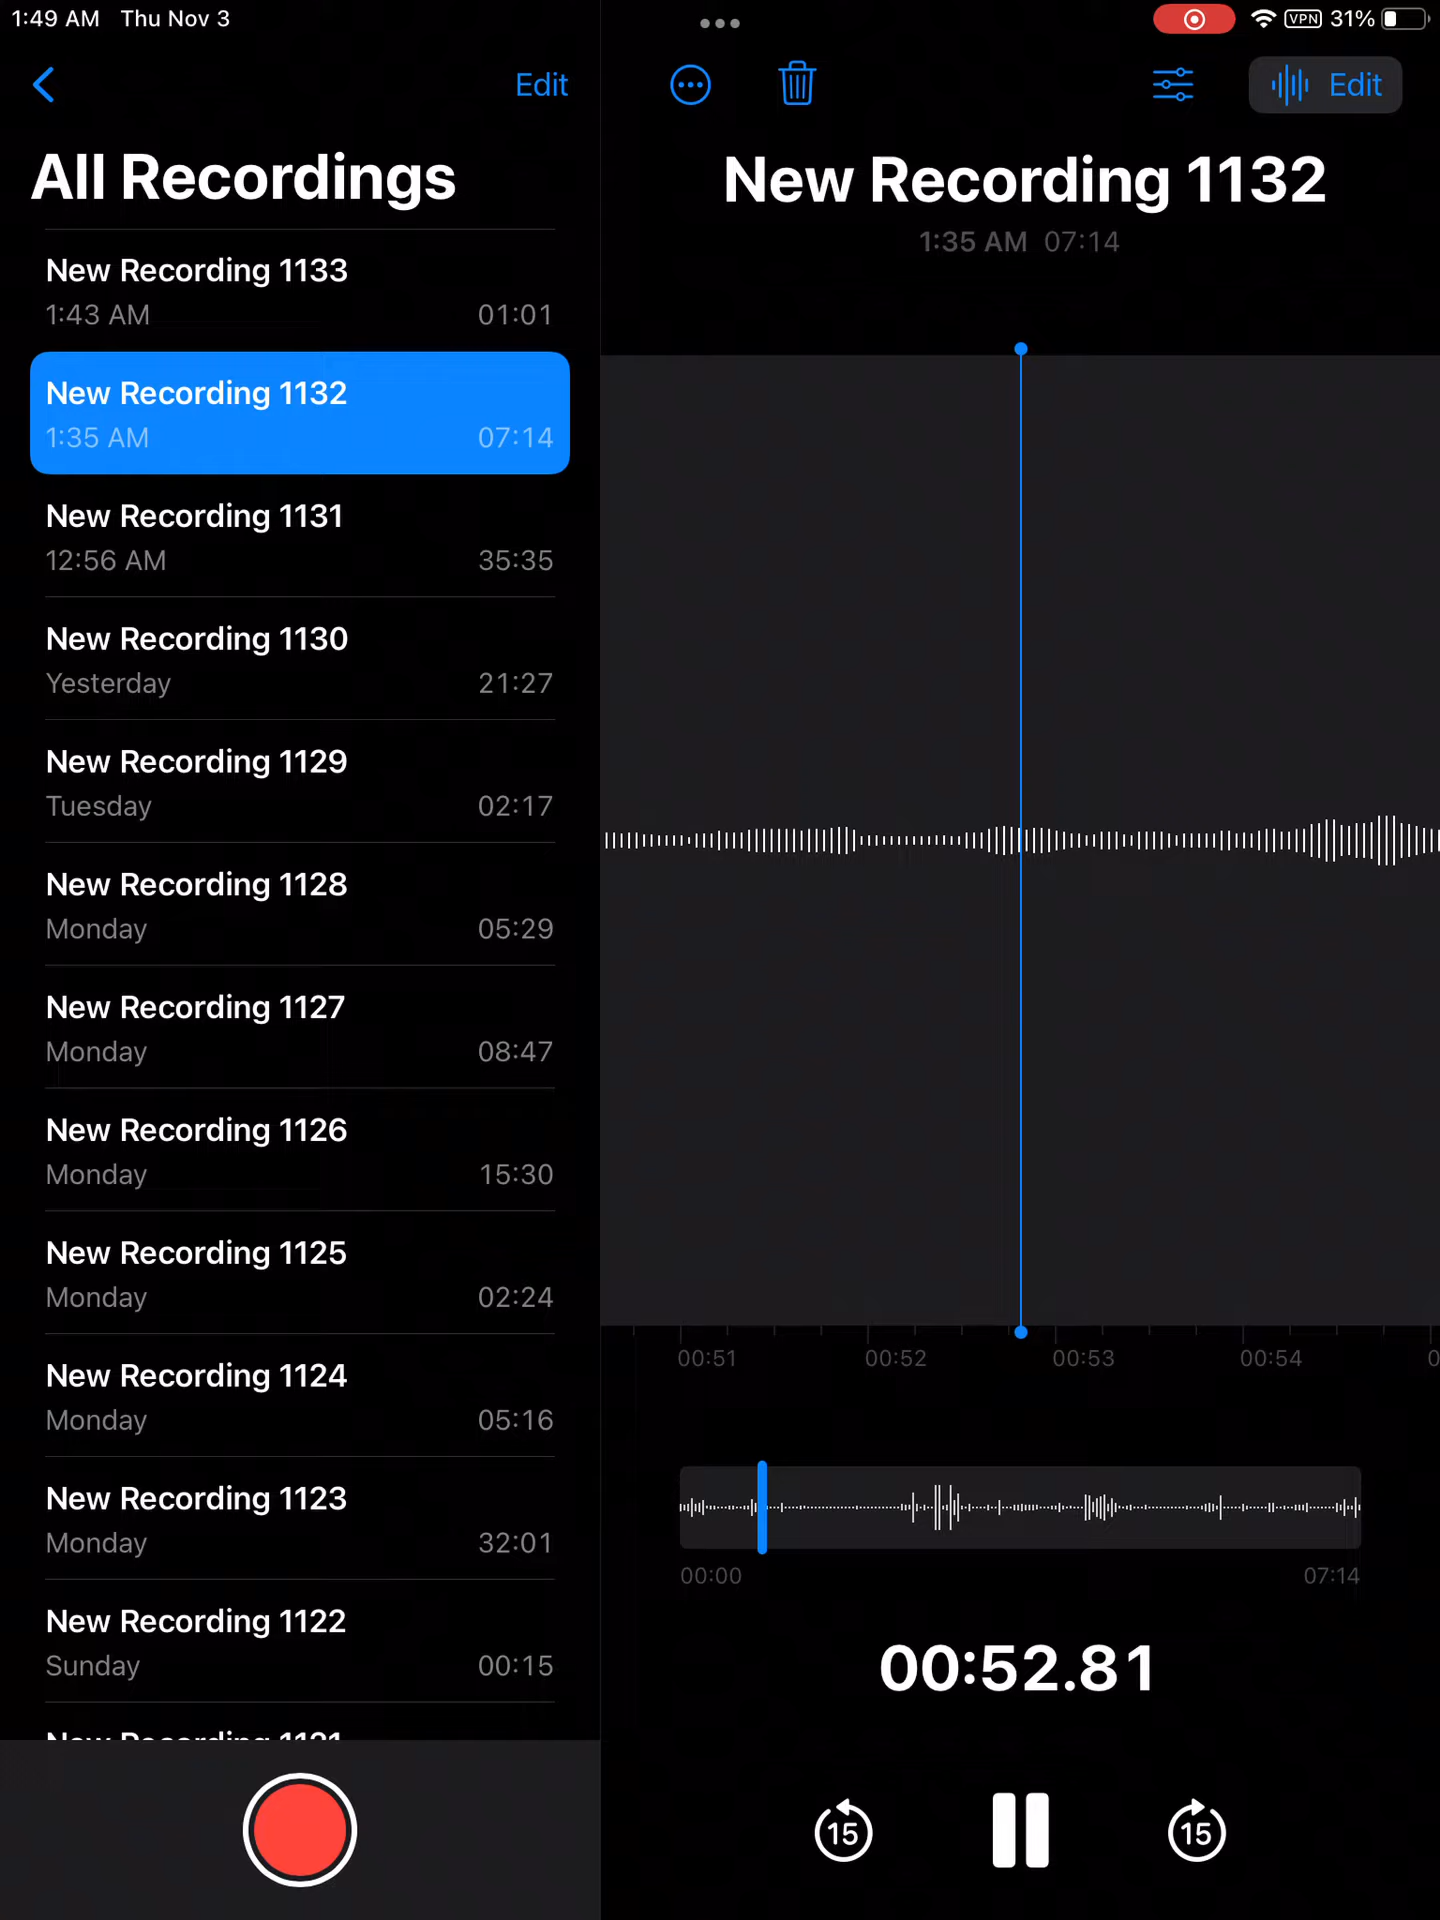 1:49 AM Thu Nov 3
VPN 31%
Edit
All Recordings
New Recording 1133
1:43 AM 01:01
New Recording 1132
1:35 AM 07:14
New Recording 1131
12:56 AM 35:35
New Recording 1130
Yesterday 21:27
New Recording 1129
Tuesday 02:17
New Recording 1128
Monday 05:29
New Recording 1127
Monday 08:47
New Recording 1126
Monday 15:30
New Recording 1125
Monday 02:24
New Recording 1124
Monday 05:16
New Recording 1123
Monday 32:01
New Recording 1122
Sunday 00:15
New Recording 1121
Edit
New Recording 1132
1:35 AM 07:14
00:51 00:52 00:53 00:54
00:00 07:14
00:52.81
15 15